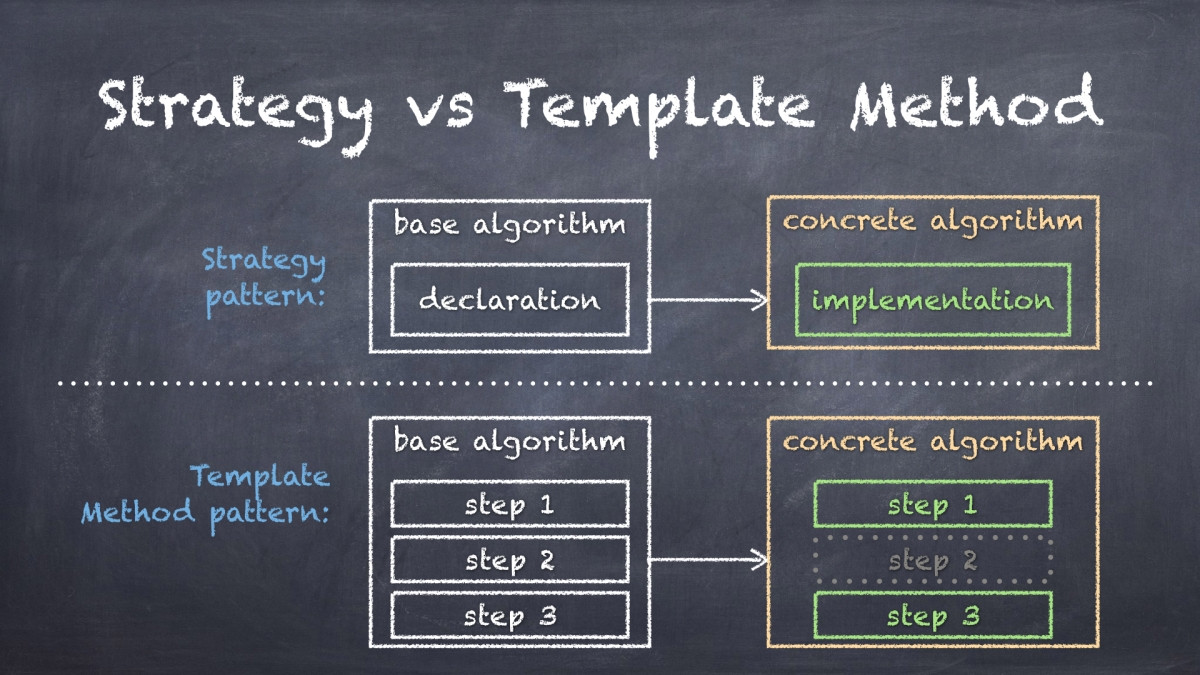 Strategy vs Template Method
Strategy
pattern:
base algorithm
declaration
concrete algorithm
implementation
Template
Method pattern:
base algorithm
step 1
step 2
step 3
concrete algorithm
step 1
step 2
step 3